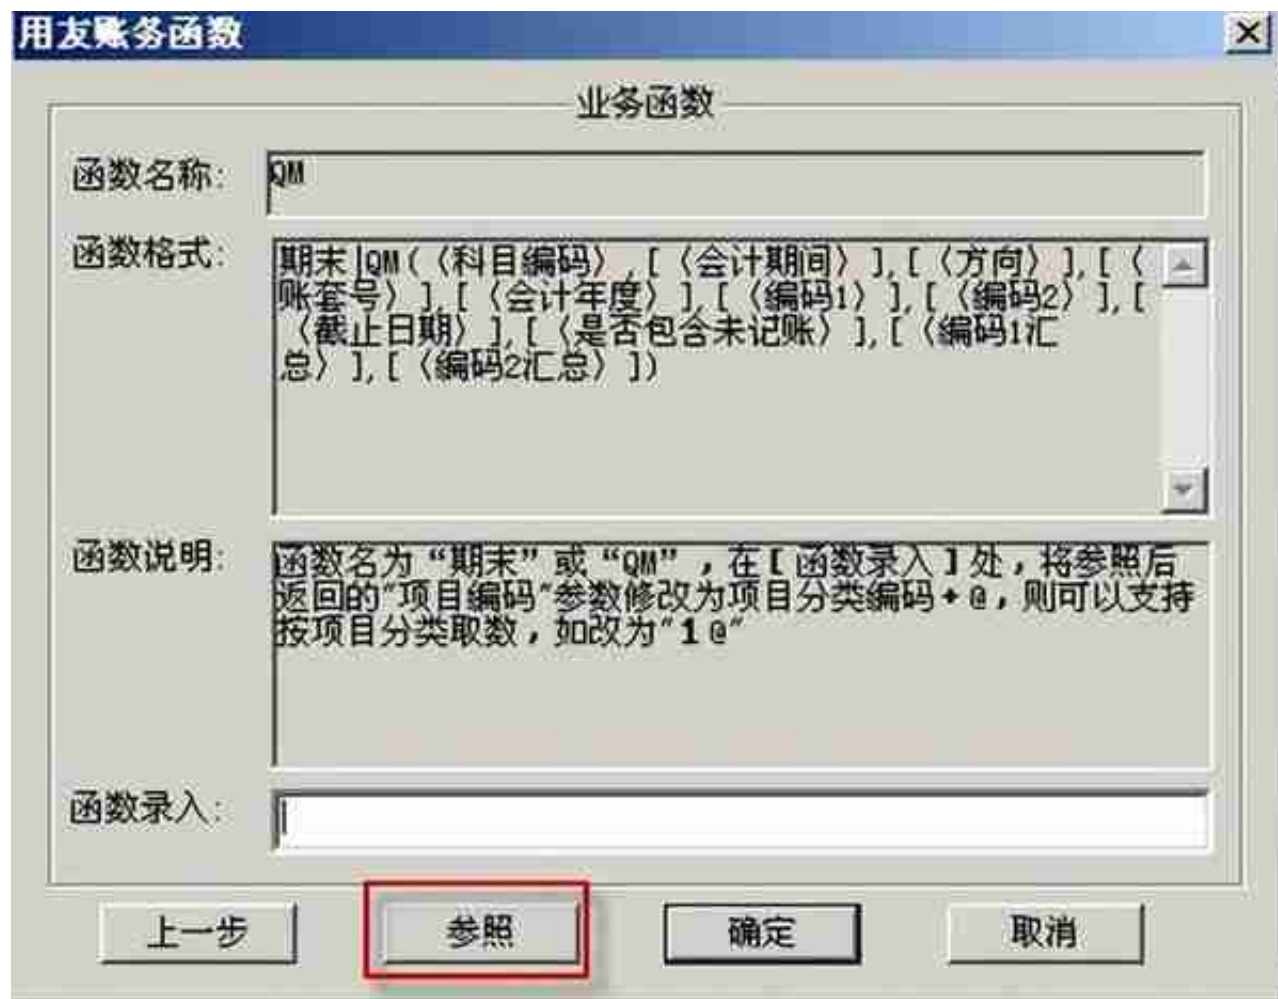 用友账务函数
业务函数
函数名称:
QM
函数格式:
期末|QM(〈科目编码〉,[〈会计期间〉],[〈方向〉],[〈
账套号〉],[〈会计年度〉],[〈编码1〉],[〈编码2〉],[
〈截止日期〉],[〈是否包含未记账〉],[〈编码1汇
总〉],[〈编码2汇总〉])
函数说明:
函数名为“期末”或“QM”，在[函数录入]处，将参照后
返回的"项目编码"参数修改为项目分类编码+@，则可以支持
按项目分类取数，如改为"1@"
函数录入:
上一步
参照
确定
取消